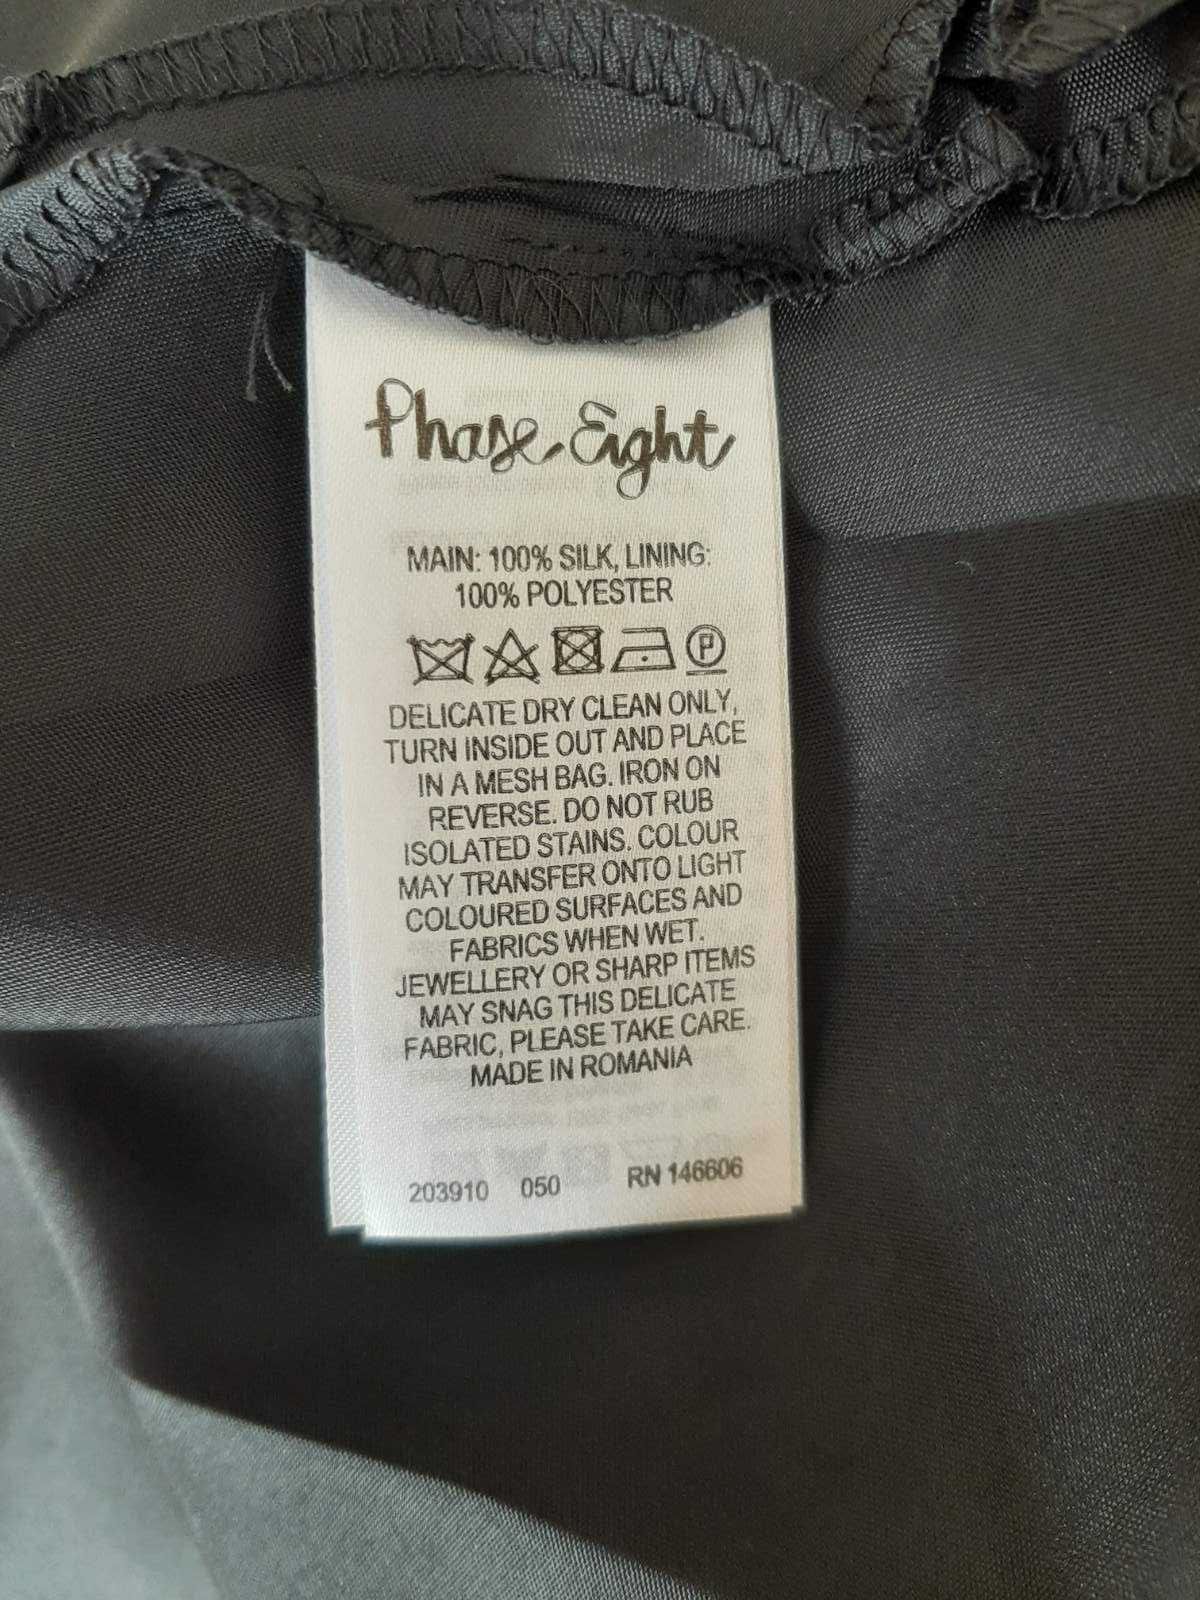 Phase Eight
MAIN: 100% SILK, LINING:
100% POLYESTER
P
DELICATE DRY CLEAN ONLY,
TURN INSIDE OUT AND PLACE
IN A MESH BAG. IRON ON
REVERSE. DO NOT RUB
ISOLATED STAINS. COLOUR
MAY TRANSFER ONTO LIGHT
COLOURED SURFACES AND
FABRICS WHEN WET.
JEWELLERY OR SHARP ITEMS
MAY SNAG THIS DELICATE
FABRIC, PLEASE TAKE CARE.
MADE IN ROMANIA
203910 050 RN 146606